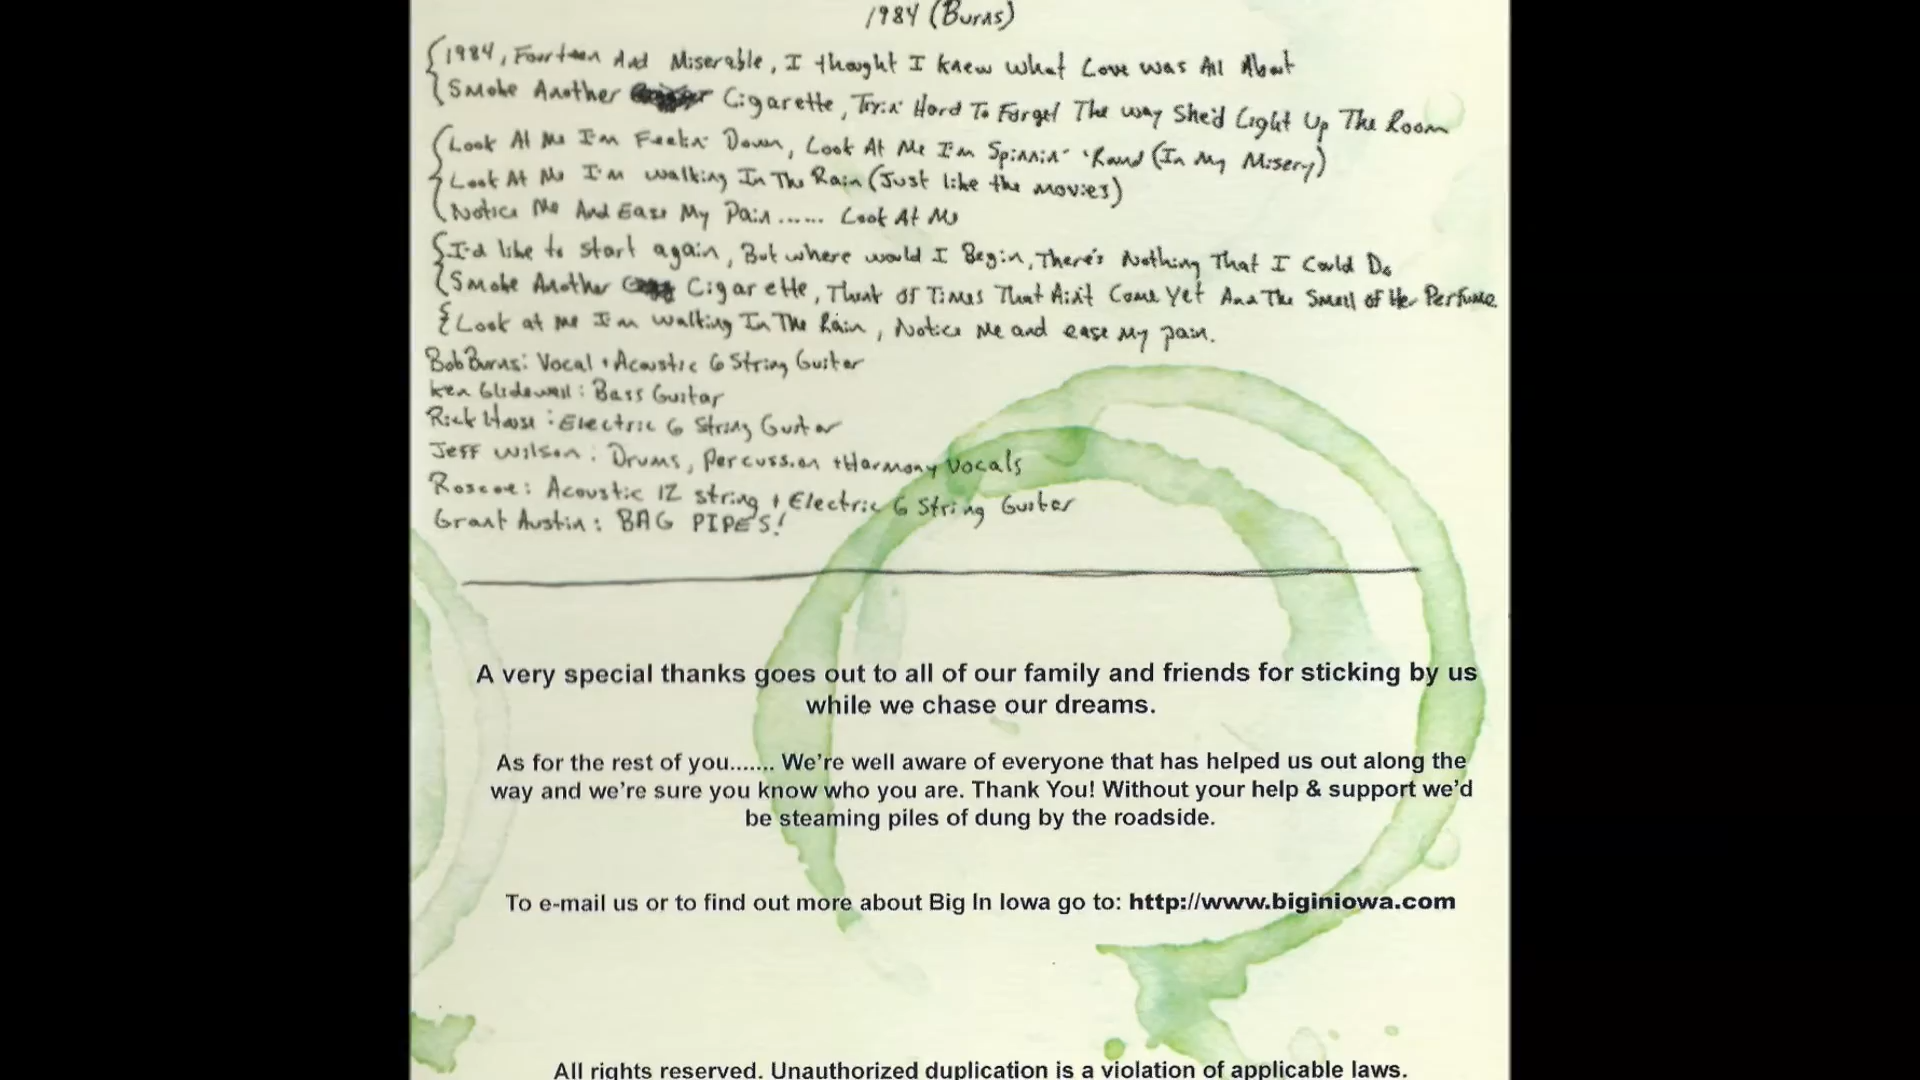 1984 (Burns)
1984, Fourteen And Miserable, I thought I knew what Love was All About
Smoke Another Cigarette, Tryin' Hard To Forget The way She'd Light Up The Room
Look At Me I'm Feelin' Down, Look At Me I'm Spinnin' 'Round (In My Misery)
Look At Me I'm walking In The Rain (Just like the movies)
Notice Me And Ease My Pain...... Look At Me
I'd like to start again, But where would I Begin, There's Nothing That I Could Do
Smoke Another Cigarette, Think of Times That Ain't Come Yet And The Smell of Her Perfume
Look at me I'm walking In The Rain, Notice Me and ease My pain.
Bob Burns: Vocal + Acoustic 6 String Guitar
Ken Glidewell: Bass Guitar
Rick : Electric 6 String Guitar
Jeff Wilson: Drums, Percussion + Harmony Vocals
Roscoe: Acoustic 12 string + Electric 6 String Guitar
Grant Austin: BAG PIPES!
A very special thanks goes out to all of our family and friends for sticking by us
while we chase our dreams.
As for the rest of you....... We're well aware of everyone that has helped us out along the
way and we're sure you know who you are. Thank You! Without your help & support we'd
be steaming piles of dung by the roadside.
To e-mail us or to find out more about Big In Iowa go to: http://www.biginiowa.com
All rights reserved. Unauthorized duplication is a violation of applicable laws.